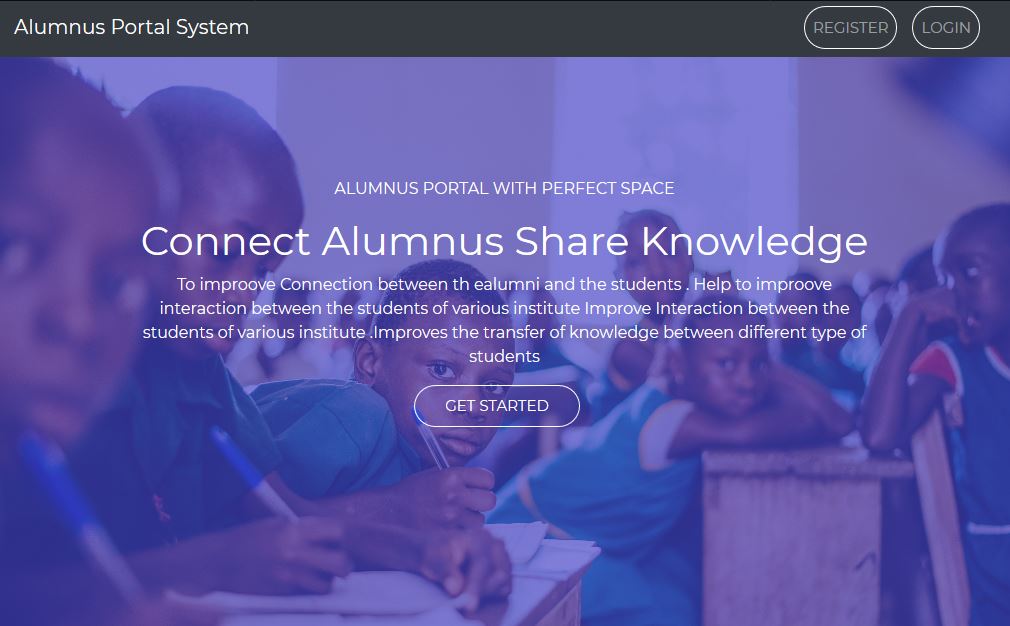 Alumnus Portal System
REGISTER
LOGIN
ALUMNUS PORTAL WITH PERFECT SPACE
Connect Alumnus Share Knowledge
To improove Connection between th ealumni and the students . Help to improove
interaction between the students of various institute Improve Interaction between the
students of various institute .Improves the transfer of knowledge between different type of
students
GET STARTED